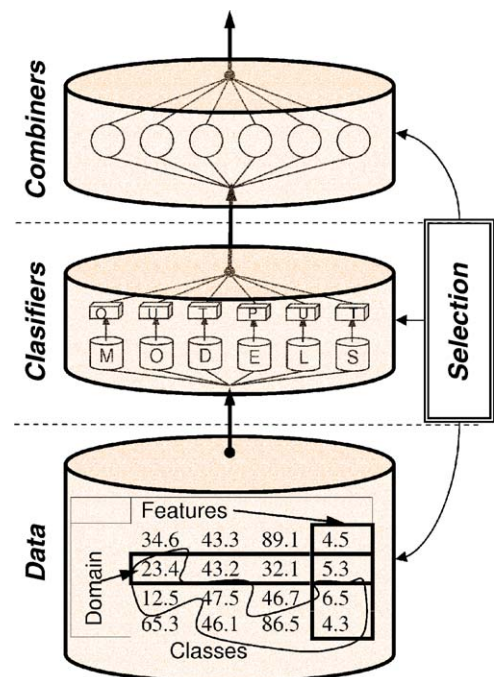 Combiners
Clasifiers
O U T P U T
M O D E L S
Selection
Data
Features
Domain
34.6 43.3 89.1 4.5
23.4 43.2 32.1 5.3
12.5 47.5 46.7 6.5
65.3 46.1 86.5 4.3
Classes